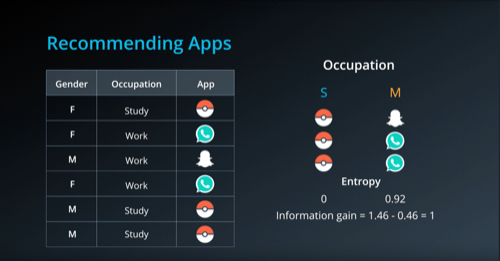 Recommending Apps
Gender Occupation App
F Study
F Work
M Work
F Work
M Study
M Study
Occupation
S M
Entropy
0 0.92
Information gain = 1.46 - 0.46 = 1